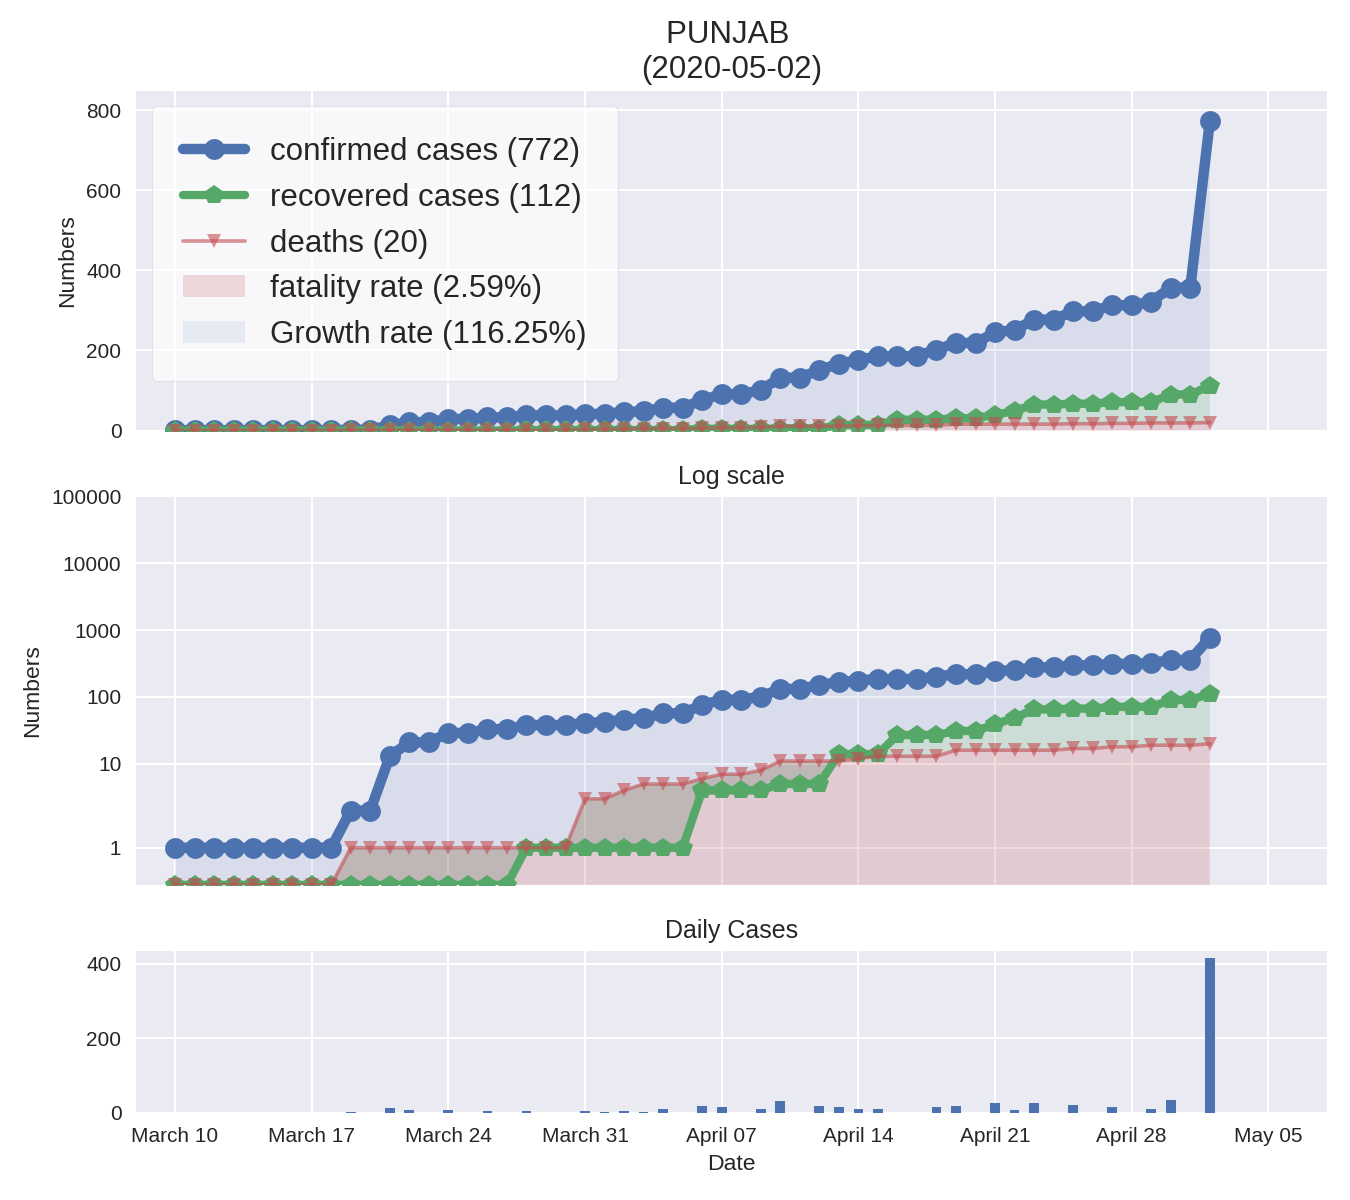 PUNJAB
(2020-05-02)
800
600
400
200
0
Numbers
confirmed cases (772)
recovered cases (112)
deaths (20)
fatality rate (2.59%)
Growth rate (116.25%)
Log scale
100000
10000
1000
100
10
1
Numbers
Daily Cases
400
200
0
March 10 March 17 March 24 March 31 April 07 April 14 April 21 April 28 May 05
Date